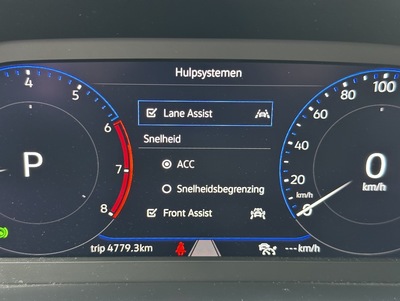 Hulpsystemen
Lane Assist
Snelheid
ACC
Snelheidsbegrenzing
Front Assist
4
5
6
7
8
P
100
80
60
40
20
0
0
km/h
trip 4779.3km
---km/h